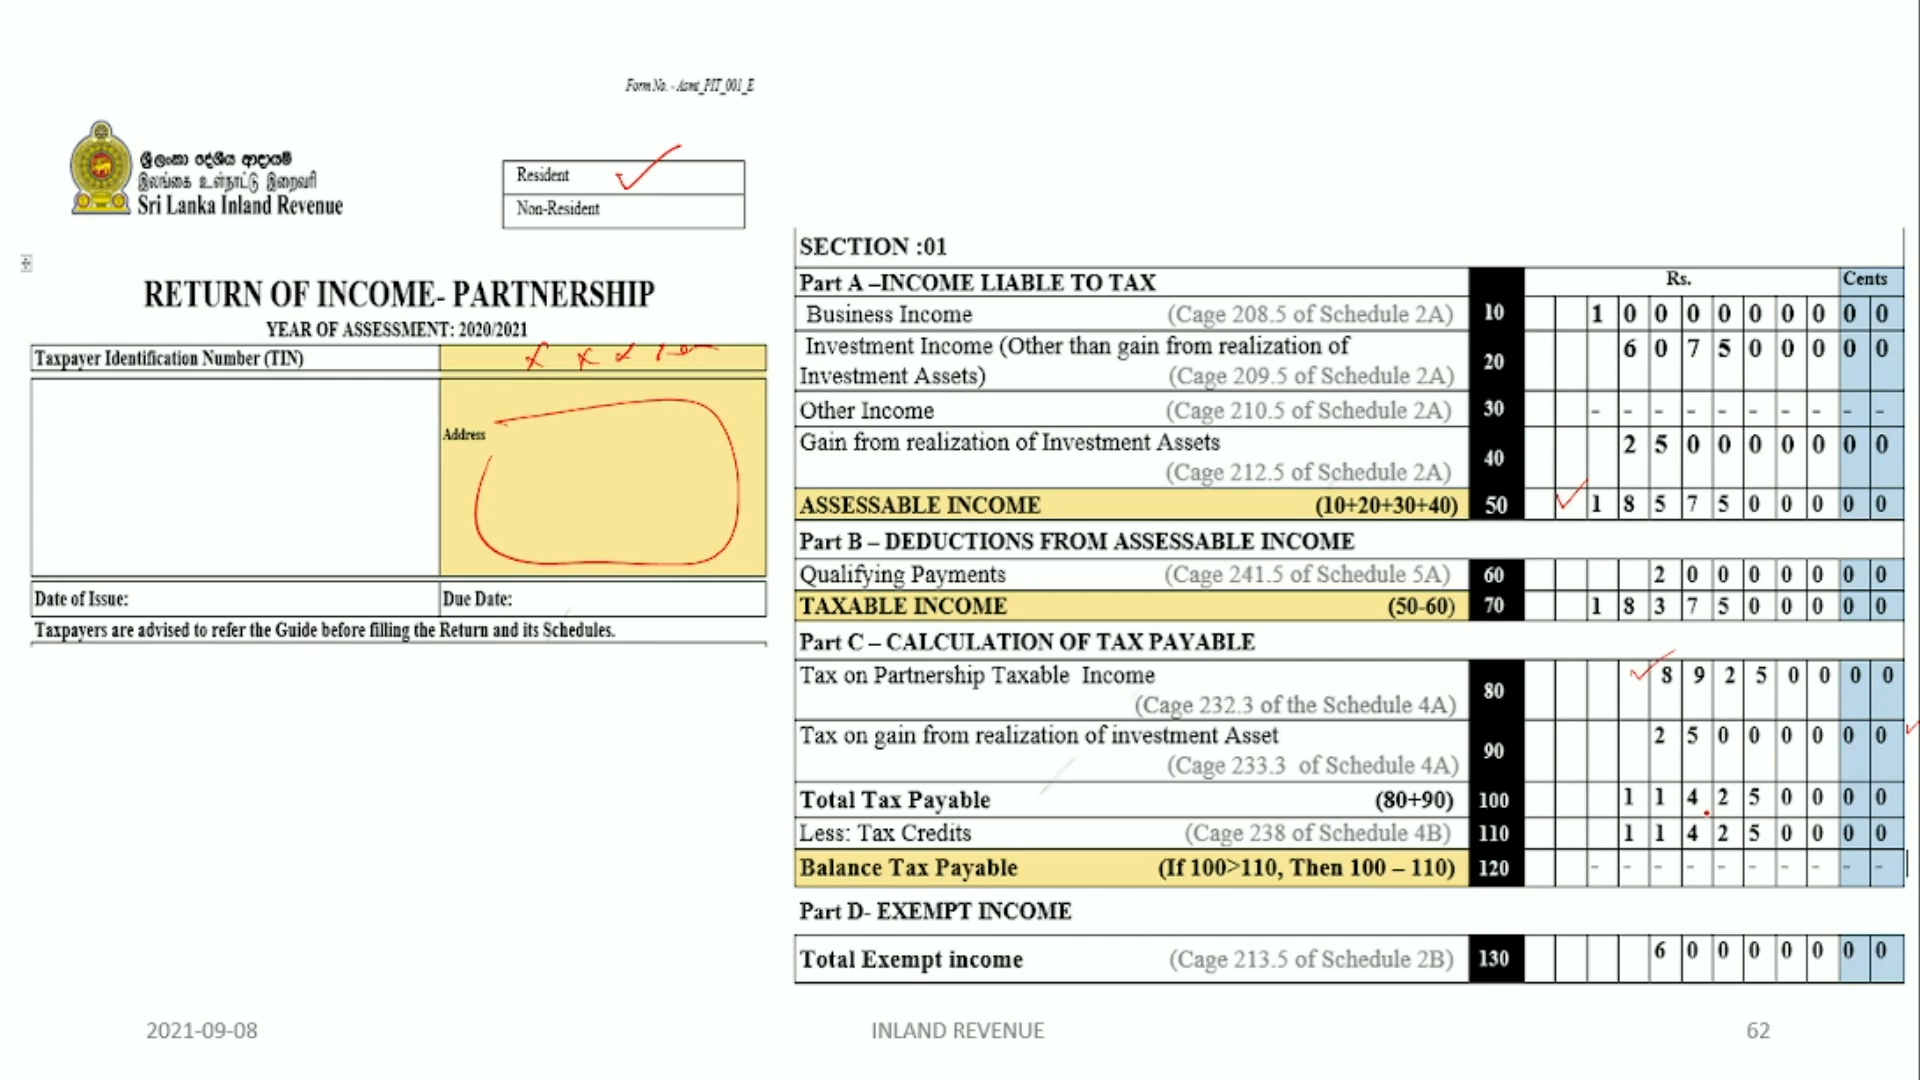 Form No. - Asmt_PIT_001_E
ශ්‍රී ලංකා දේශීය ආදායම්
இலங்கை உள்நாட்டு இறைவரி
Sri Lanka Inland Revenue
Resident
Non-Resident
RETURN OF INCOME- PARTNERSHIP
YEAR OF ASSESSMENT: 2020/2021
Taxpayer Identification Number (TIN)
Address
Date of Issue: Due Date:
Taxpayers are advised to refer the Guide before filling the Return and its Schedules.
SECTION :01
Part A –INCOME LIABLE TO TAX Rs. Cents
Business Income (Cage 208.5 of Schedule 2A) 10 1 0 0 0 0 0 0 0 0 0
Investment Income (Other than gain from realization of
Investment Assets) (Cage 209.5 of Schedule 2A) 20 6 0 7 5 0 0 0 0 0
Other Income (Cage 210.5 of Schedule 2A) 30 - - - - - - - - - -
Gain from realization of Investment Assets
(Cage 212.5 of Schedule 2A) 40 2 5 0 0 0 0 0 0 0
ASSESSABLE INCOME (10+20+30+40) 50 1 8 5 7 5 0 0 0 0 0
Part B – DEDUCTIONS FROM ASSESSABLE INCOME
Qualifying Payments (Cage 241.5 of Schedule 5A) 60 2 0 0 0 0 0 0 0
TAXABLE INCOME (50-60) 70 1 8 3 7 5 0 0 0 0 0
Part C – CALCULATION OF TAX PAYABLE
Tax on Partnership Taxable Income
(Cage 232.3 of the Schedule 4A) 80 8 9 2 5 0 0 0 0
Tax on gain from realization of investment Asset
(Cage 233.3 of Schedule 4A) 90 2 5 0 0 0 0 0 0
Total Tax Payable (80+90) 100 1 1 4 2 5 0 0 0 0
Less: Tax Credits (Cage 238 of Schedule 4B) 110 1 1 4 2 5 0 0 0 0
Balance Tax Payable (If 100>110, Then 100 – 110) 120 - - - - - - - - - -
Part D- EXEMPT INCOME
Total Exempt income (Cage 213.5 of Schedule 2B) 130 6 0 0 0 0 0 0 0
2021-09-08 INLAND REVENUE 62